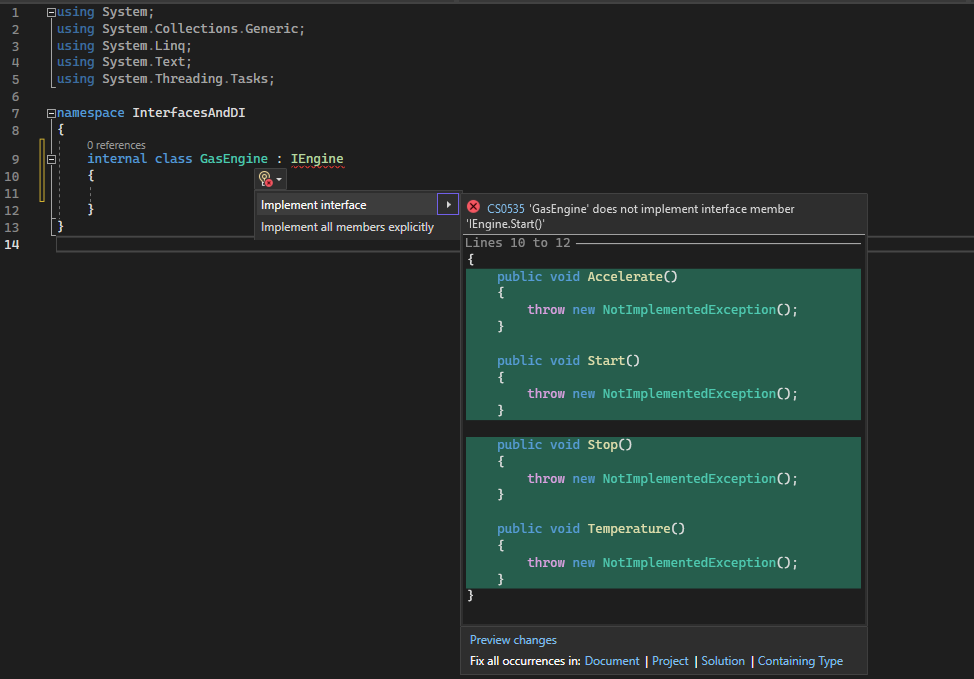 1 using System;
2 using System.Collections.Generic;
3 using System.Linq;
4 using System.Text;
5 using System.Threading.Tasks;
6
7 namespace InterfacesAndDI
8 {
0 references
9 internal class GasEngine : IEngine
10 {
11
12 }
13 }
14
Implement interface
Implement all members explicitly
CS0535 'GasEngine' does not implement interface member
'IEngine.Start()'
Lines 10 to 12
{
public void Accelerate()
{
throw new NotImplementedException();
}
public void Start()
{
throw new NotImplementedException();
}
public void Stop()
{
throw new NotImplementedException();
}
public void Temperature()
{
throw new NotImplementedException();
}
}
Preview changes
Fix all occurrences in: Document | Project | Solution | Containing Type